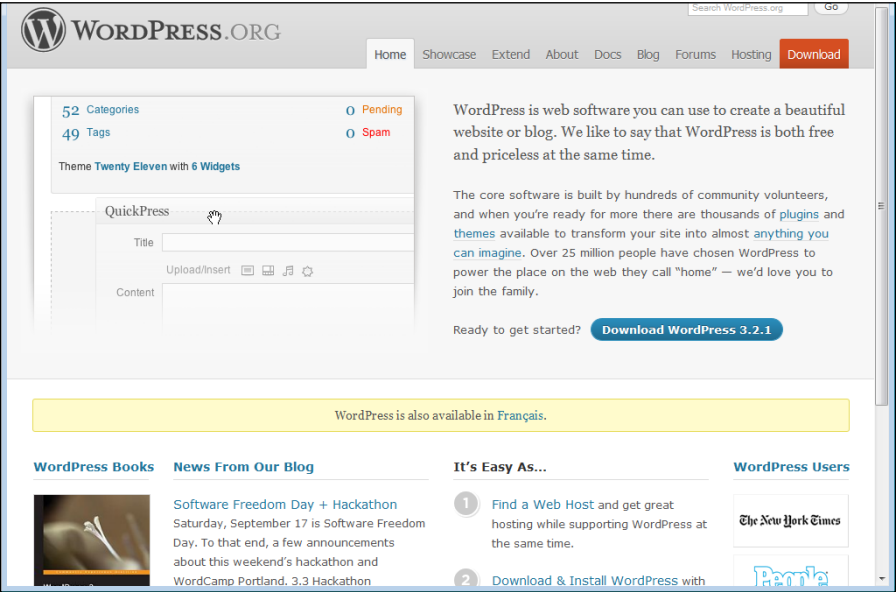 WORDPRESS.ORG
Search WordPress.org Go
Home Showcase Extend About Docs Blog Forums Hosting Download
52 Categories 0 Pending
49 Tags 0 Spam
Theme Twenty Eleven with 6 Widgets
QuickPress
Title
Upload/Insert
Content
WordPress is web software you can use to create a beautiful
website or blog. We like to say that WordPress is both free
and priceless at the same time.
The core software is built by hundreds of community volunteers,
and when you're ready for more there are thousands of plugins and
themes available to transform your site into almost anything you
can imagine. Over 25 million people have chosen WordPress to
power the place on the web they call “home” — we'd love you to
join the family.
Ready to get started? Download WordPress 3.2.1
WordPress is also available in Français.
WordPress Books
News From Our Blog
Software Freedom Day + Hackathon
Saturday, September 17 is Software Freedom
Day. To that end, a few announcements
about this weekend's hackathon and
WordCamp Portland. 3.3 Hackathon
It's Easy As...
1 Find a Web Host and get great
hosting while supporting WordPress at
the same time.
2 Download & Install WordPress with
WordPress Users
The New York Times
People